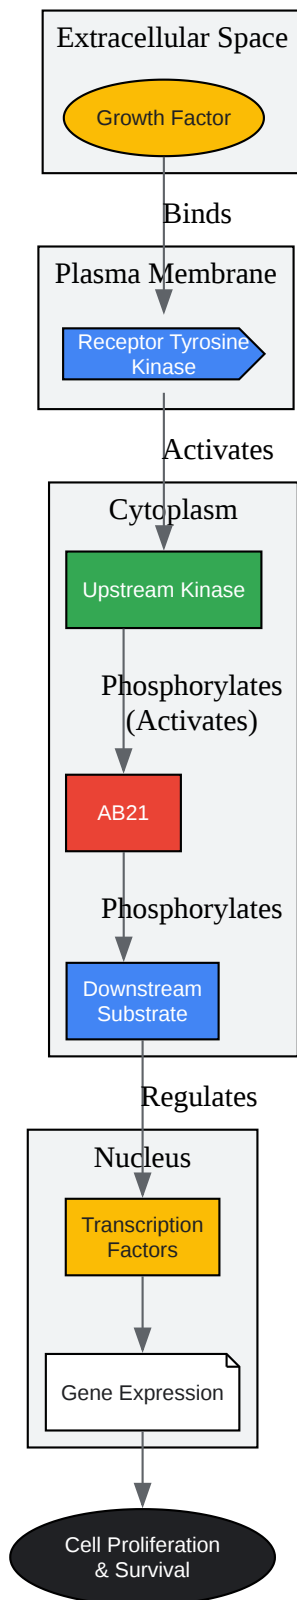 Extracellular Space
Growth Factor
Binds
Plasma Membrane
Receptor Tyrosine
Kinase
Activates
Cytoplasm
Upstream Kinase
Phosphorylates
(Activates)
AB21
Phosphorylates
Downstream
Substrate
Regulates
Nucleus
Transcription
Factors
Gene Expression
Cell Proliferation
& Survival